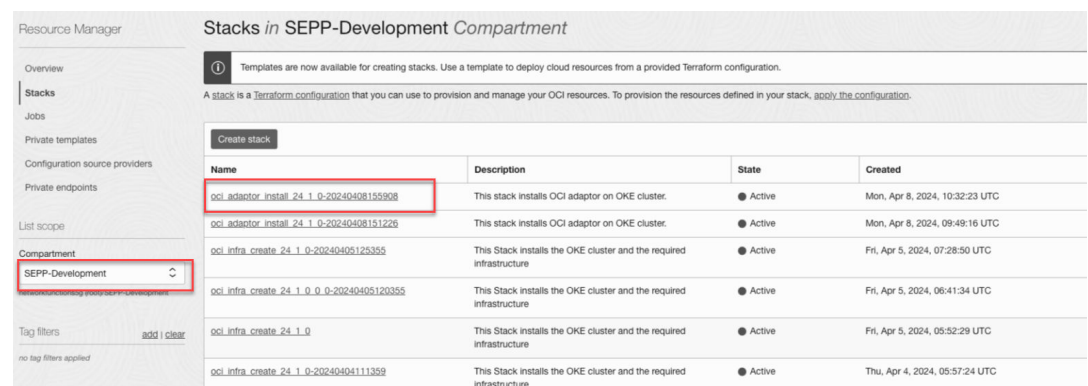 Resource Manager
Overview
Stacks
Jobs
Private templates
Configuration source providers
Private endpoints
List scope
Compartment
SEPP-Development
SEPP-Development
Tag filters
add | clear
no tag filters applied
Stacks in SEPP-Development Compartment
Templates are now available for creating stacks. Use a template to deploy cloud resources from a provided Terraform configuration.
A stack is a Terraform configuration that you can use to provision and manage your OCI resources. To provision the resources defined in your stack, apply the configuration.
Create stack
Name Description State Created
oci_adaptor_install_24_1_0-20240408155908 This stack installs OCI adaptor on OKE cluster. Active Mon, Apr 8, 2024, 10:32:23 UTC
oci_adaptor_install_24_1_0-20240408151226 This stack installs OCI adaptor on OKE cluster. Active Mon, Apr 8, 2024, 09:49:16 UTC
oci_infra_create_24_1_0-20240405125355 This Stack installs the OKE cluster and the required Active Fri, Apr 5, 2024, 07:28:50 UTC
infrastructure
oci_infra_create_24_1_0_0_0-20240405120355 This Stack installs the OKE cluster and the required Active Fri, Apr 5, 2024, 06:41:34 UTC
infrastructure
oci_infra_create_24_1_0 This Stack installs the OKE cluster and the required Active Fri, Apr 5, 2024, 05:52:29 UTC
infrastructure
oci_infra_create_24_1_0-20240404111359 This Stack installs the OKE cluster and the required Active Thu, Apr 4, 2024, 05:57:24 UTC
infrastructure